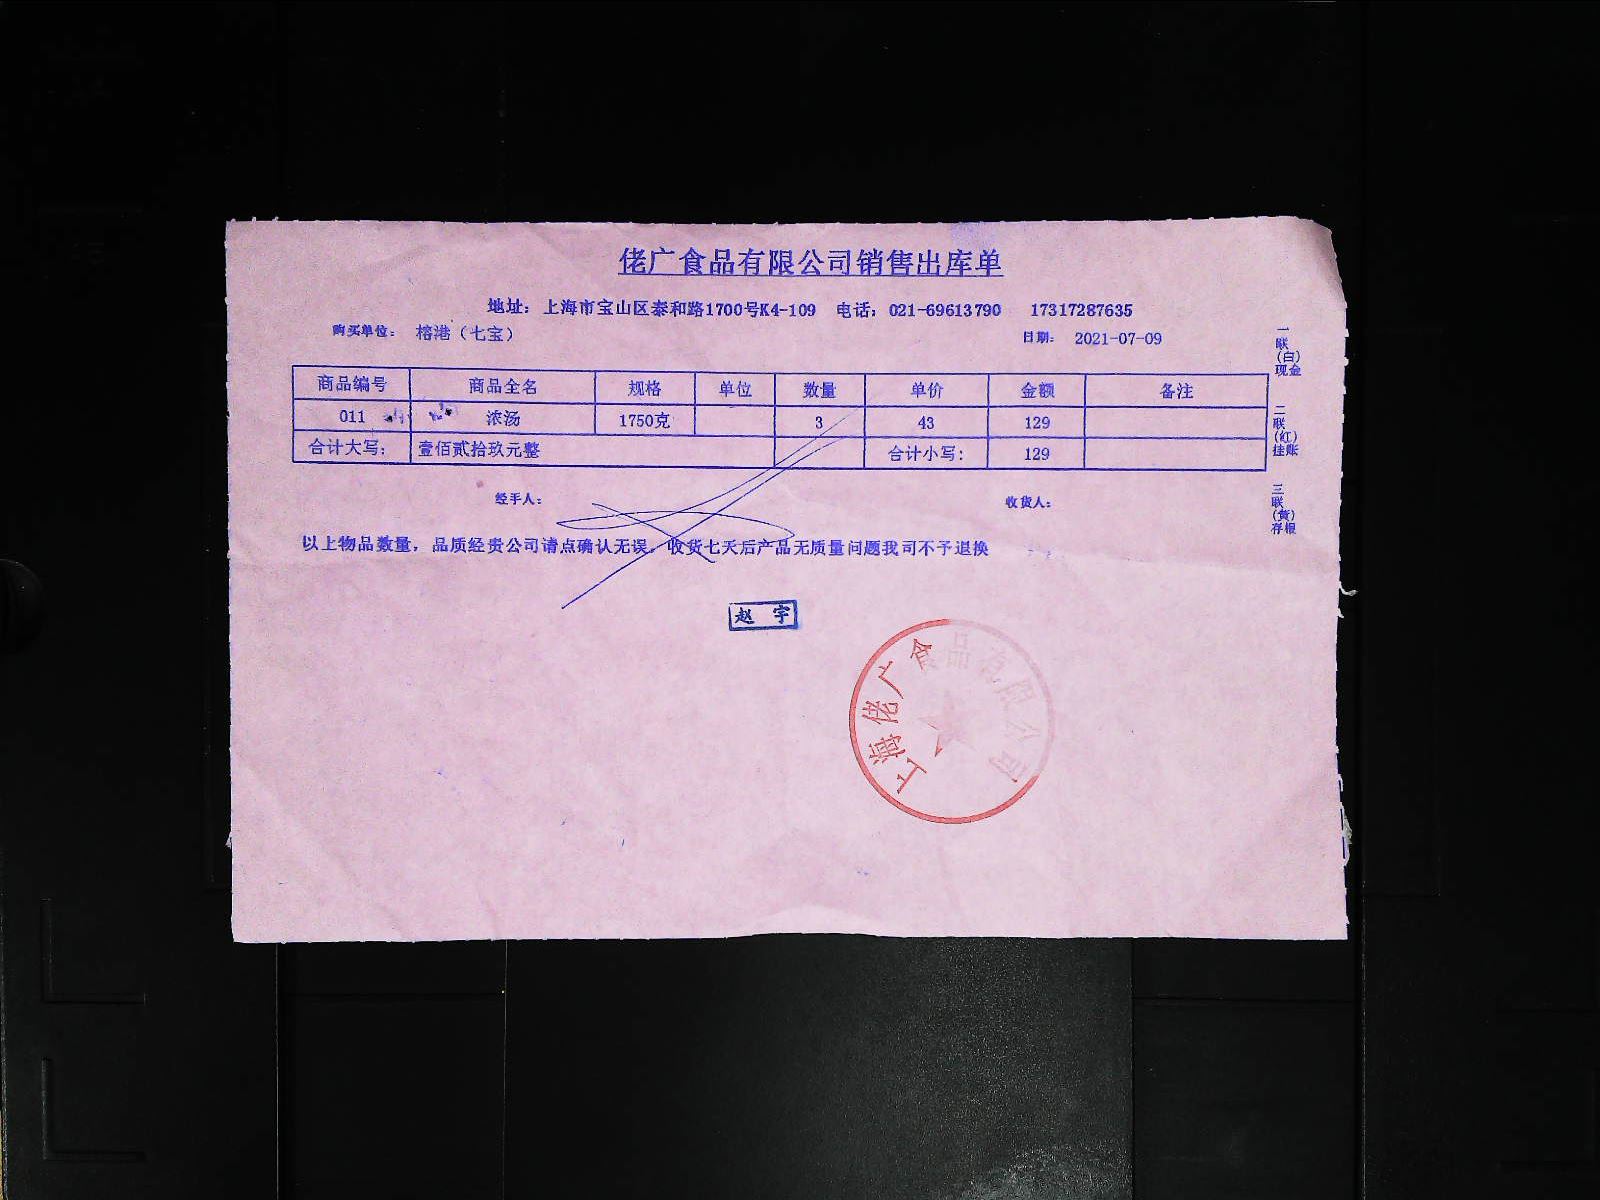 佬广食品有限公司销售出库单
地址：上海市宝山区泰和路1700号K4-109 电话：021-69613790 17317287635
购买单位： 榕港（七宝） 日期： 2021-07-09
商品编号 商品全名 规格 单位 数量 单价 金额 备注
011 浓汤 1750克 3 43 129
合计大写： 壹佰贰拾玖元整 合计小写： 129
经手人： 收货人：
以上物品数量，品质经贵公司请点确认无误。收货七天后产品无质量问题我司不予退换
一联（白）现金
二联（红）挂账
三联（黄）存根
赵 宇
上海佬广食品有限公司